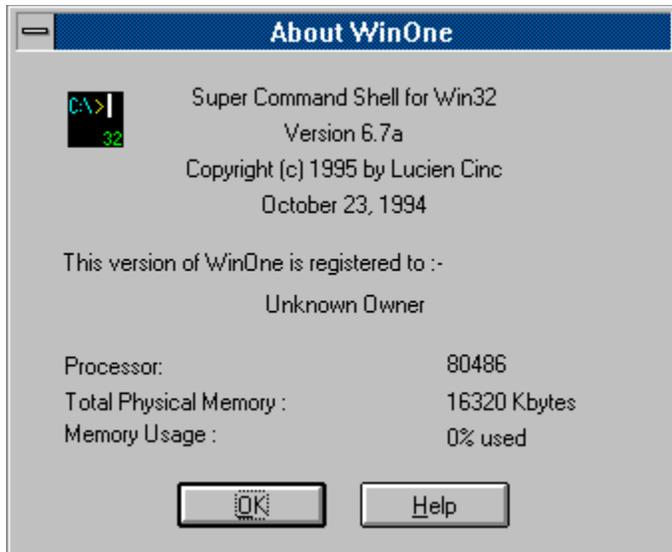 About WinOne
C:\>
32
Super Command Shell for Win32
Version 6.7a
Copyright (c) 1995 by Lucien Cinc
October 23, 1994
This version of WinOne is registered to :-
Unknown Owner
Processor: 80486
Total Physical Memory : 16320 Kbytes
Memory Usage : 0% used
OK Help